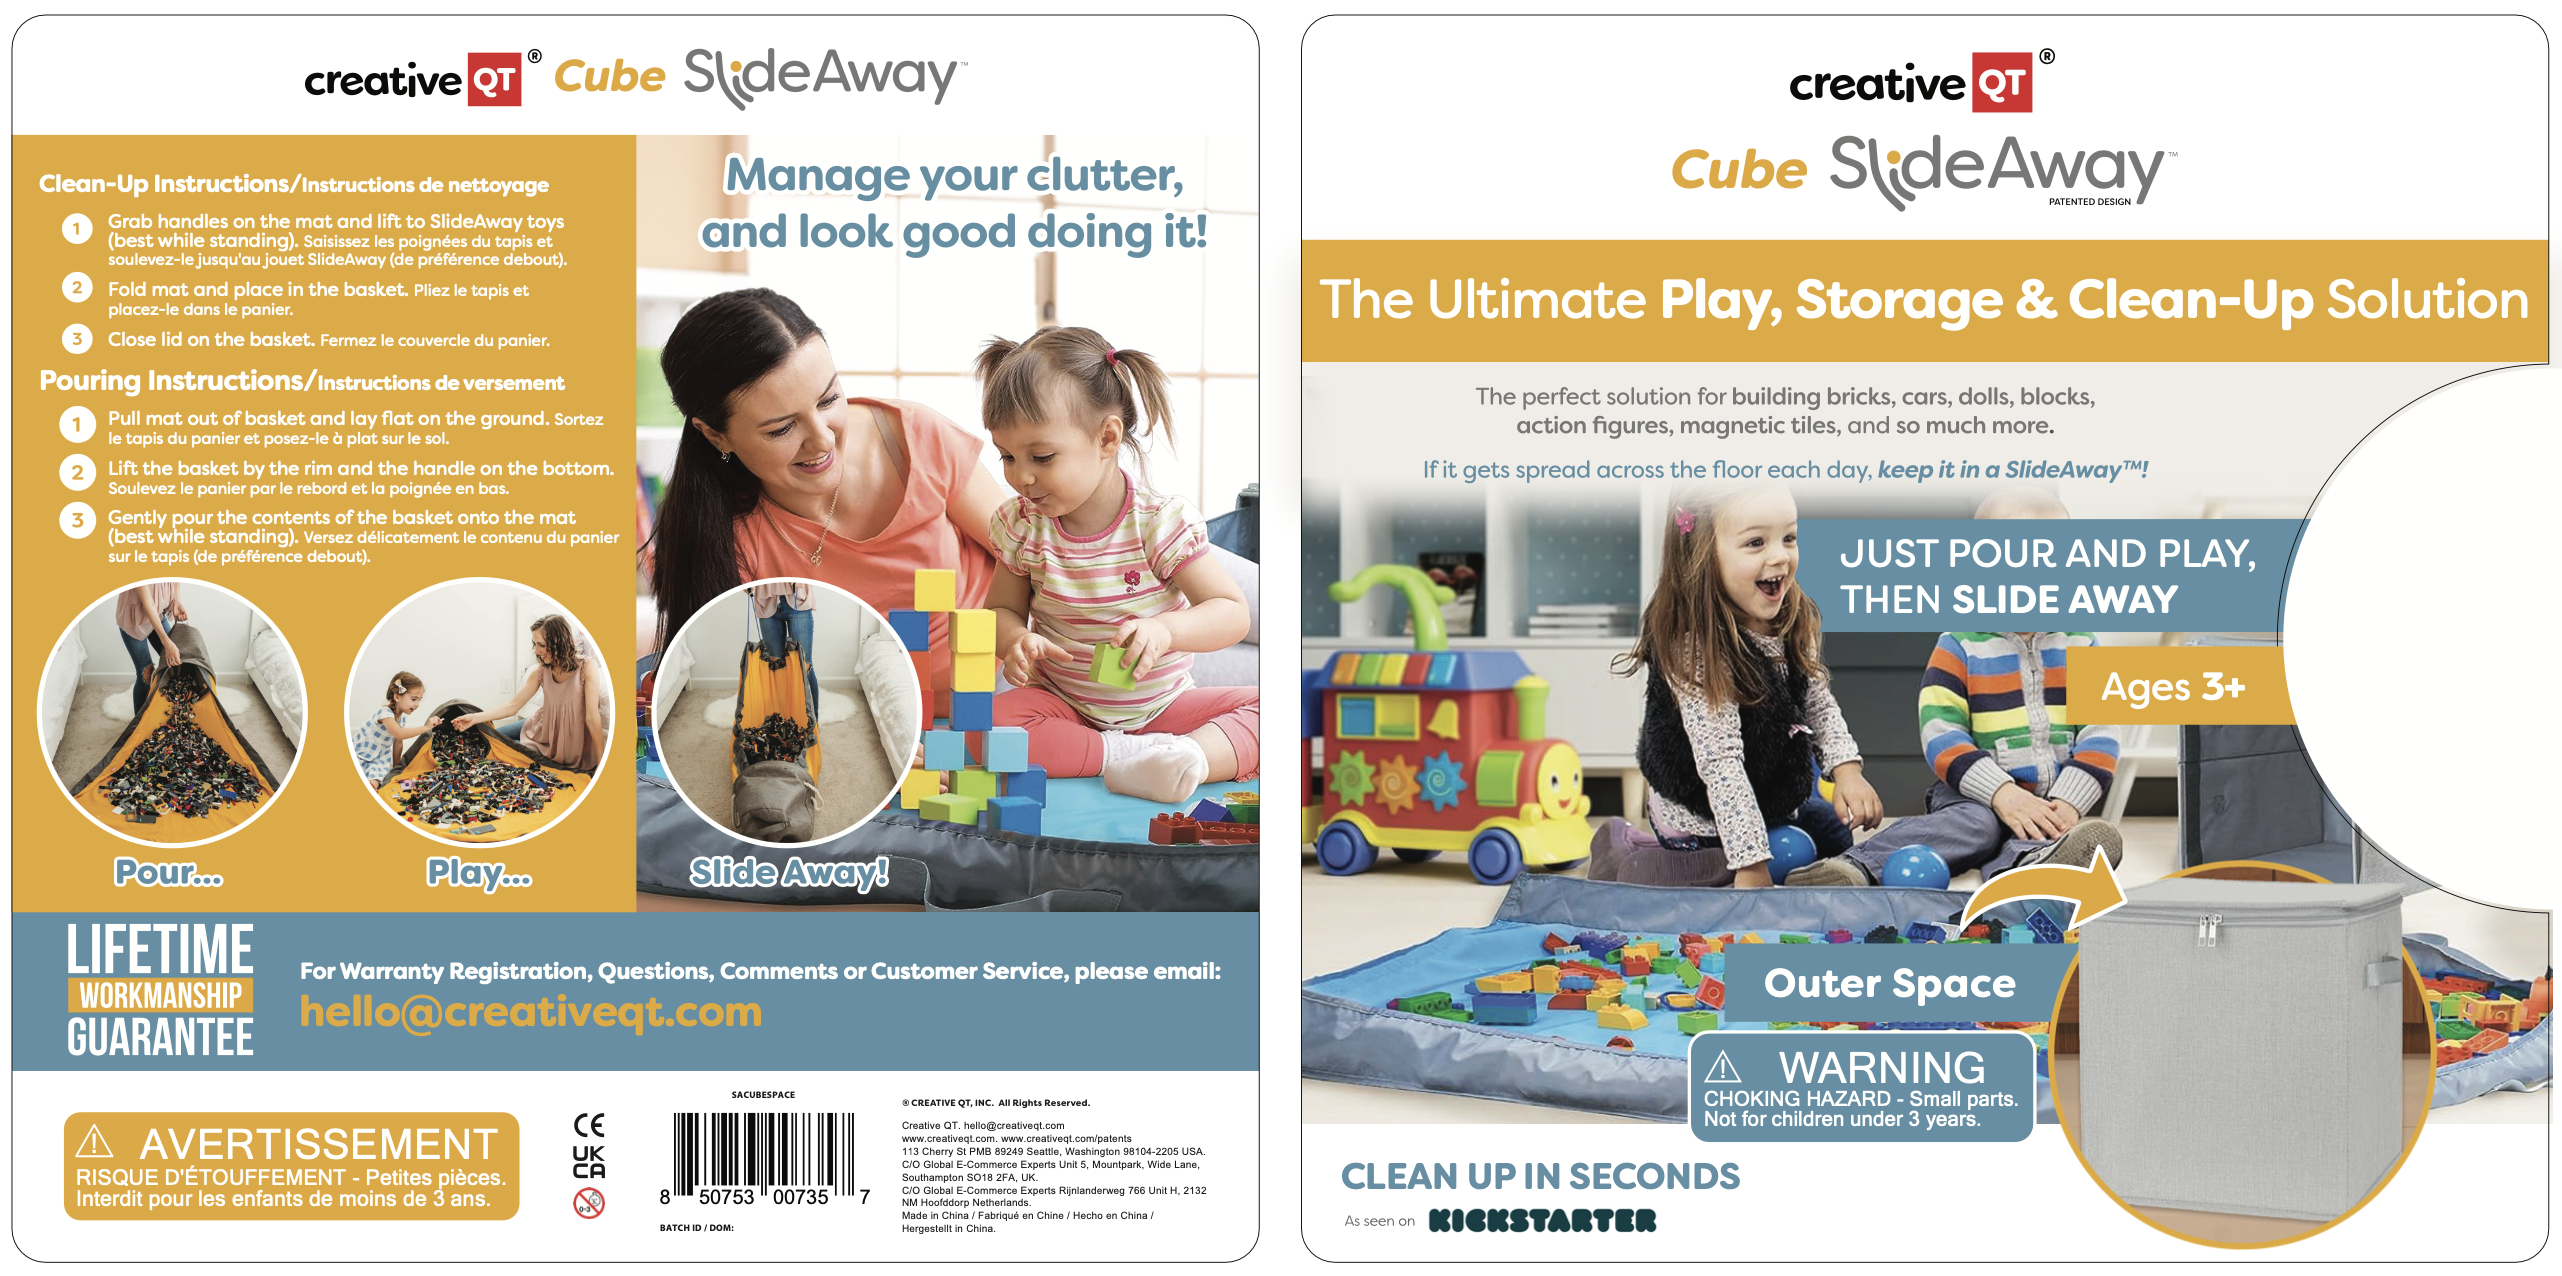 creative QT®
Cube SlideAway™
Clean-Up Instructions/Instructions de nettoyage
1 Grab handles on the mat and lift to SlideAway toys
(best while standing). Saisissez les poignées du tapis et
soulevez-le jusqu'au jouet SlideAway (de préférence debout).
2 Fold mat and place in the basket. Pliez le tapis et
placez-le dans le panier.
3 Close lid on the basket. Fermez le couvercle du panier.
Pouring Instructions/Instructions de versement
1 Pull mat out of basket and lay flat on the ground. Sortez
le tapis du panier et posez-le à plat sur le sol.
2 Lift the basket by the rim and the handle on the bottom.
Soulevez le panier par le rebord et la poignée en bas.
3 Gently pour the contents of the basket onto the mat
(best while standing). Versez délicatement le contenu du panier
sur le tapis (de préférence debout).
Manage your clutter,
and look good doing it!
Pour...
Play...
Slide Away!
LIFETIME
WORKMANSHIP
GUARANTEE
For Warranty Registration, Questions, Comments or Customer Service, please email:
hello@creativeqt.com
AVERTISSEMENT
RISQUE D'ÉTOUFFEMENT - Petites pièces.
Interdit pour les enfants de moins de 3 ans.
CE
UK
CA
0-3
SACUBESPACE
8 50753 00735 7
BATCH ID / DOM:
® CREATIVE QT, INC. All Rights Reserved.
Creative QT. hello@creativeqt.com
www.creativeqt.com. www.creativeqt.com/patents
113 Cherry St PMB 89249 Seattle, Washington 98104-2205 USA.
C/O Global E-Commerce Experts Unit 5, Mountpark, Wide Lane,
Southampton SO18 2FA, UK.
C/O Global E-Commerce Experts Rijnlanderweg 766 Unit H, 2132
NM Hoofddorp Netherlands.
Made in China / Fabriqué en Chine / Hecho en China /
Hergestellt in China.
creative QT®
Cube SlideAway™
PATENTED DESIGN
The Ultimate Play, Storage & Clean-Up Solution
The perfect solution for building bricks, cars, dolls, blocks,
action figures, magnetic tiles, and so much more.
If it gets spread across the floor each day, keep it in a SlideAway™!
JUST POUR AND PLAY,
THEN SLIDE AWAY
Ages 3+
Outer Space
WARNING
CHOKING HAZARD - Small parts.
Not for children under 3 years.
CLEAN UP IN SECONDS
As seen on KICKSTARTER